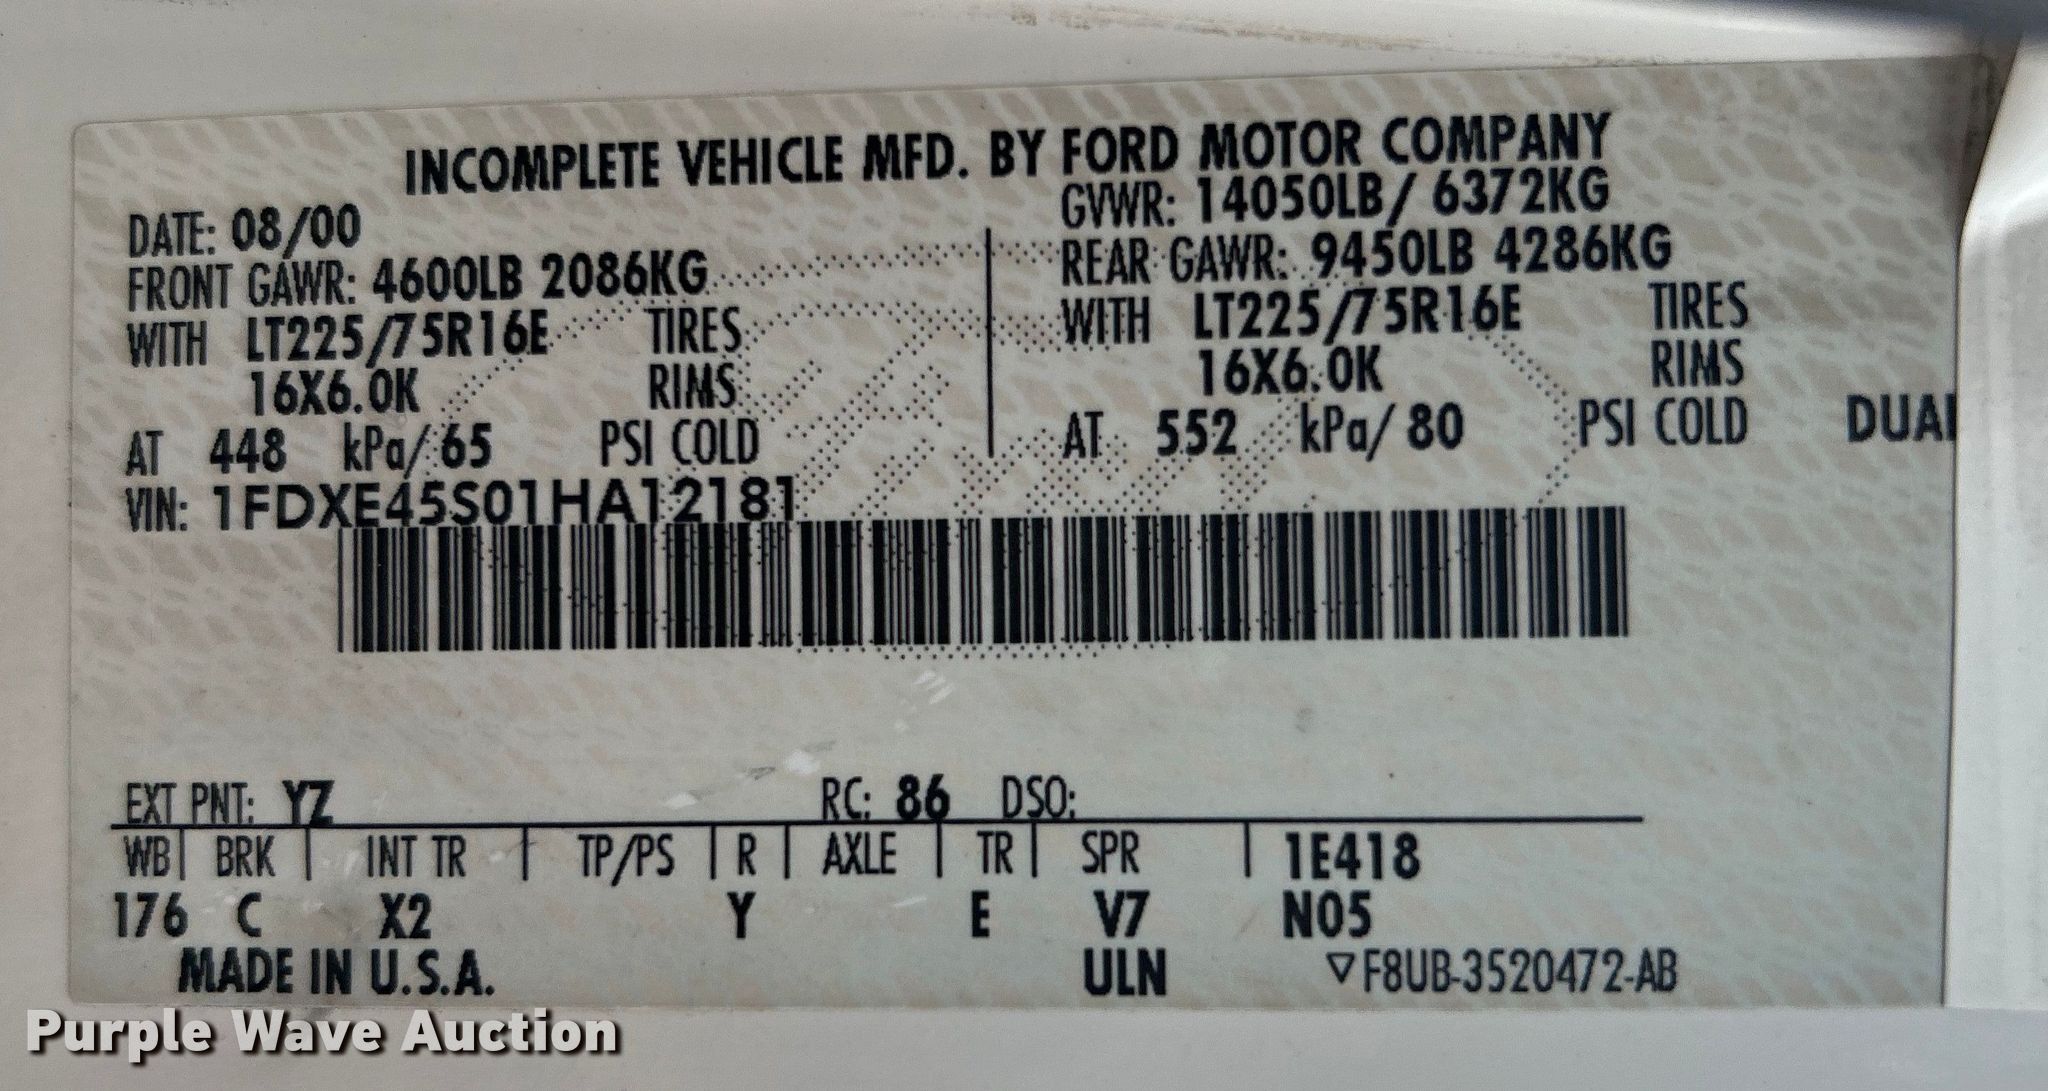 INCOMPLETE VEHICLE MFD. BY FORD MOTOR COMPANY
DATE: 08/00 GVWR: 14050LB/ 6372KG
FRONT GAWR: 4600LB 2086KG REAR GAWR: 9450LB 4286KG
WITH LT225/75R16E TIRES WITH LT225/75R16E TIRES
16X6.0K RIMS 16X6.0K RIMS
AT 448 kPa/ 65 PSI COLD AT 552 kPa/ 80 PSI COLD DUAL
VIN: 1FDXE45S01HA12181
EXT PNT: YZ RC: 86 DSO:
WB BRK INT TR TP/PS R AXLE TR SPR 1E418
176 C X2 Y E V7 N05
MADE IN U.S.A. ULN ▽F8UB-3520472-AB
Purple Wave Auction